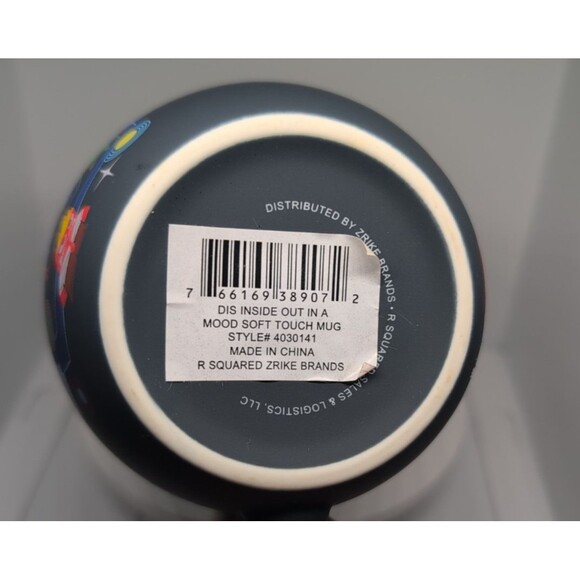 DISTRIBUTED BY ZRIKE BRANDS • R SQUARED SALES & LOGISTICS, LLC
7 66169 38907 2
DIS INSIDE OUT IN A
MOOD SOFT TOUCH MUG
STYLE# 4030141
MADE IN CHINA
R SQUARED ZRIKE BRANDS